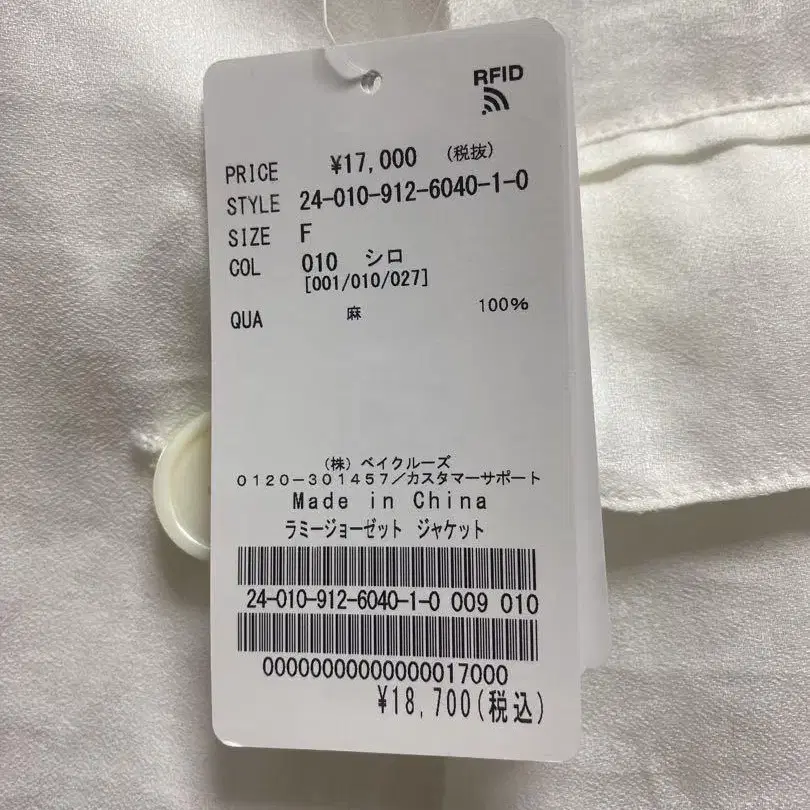 RFID
PRICE ¥17,000 (税抜)
STYLE 24-010-912-6040-1-0
SIZE F
COL 010 シロ
[001/010/027]
QUA 麻 100%
(株) ベイクルーズ
0120-301457/カスタマーサポート
Made in China
ラミージョーゼット ジャケット
24-010-912-6040-1-0 009 010
00000000000000017000
¥18,700(税込)